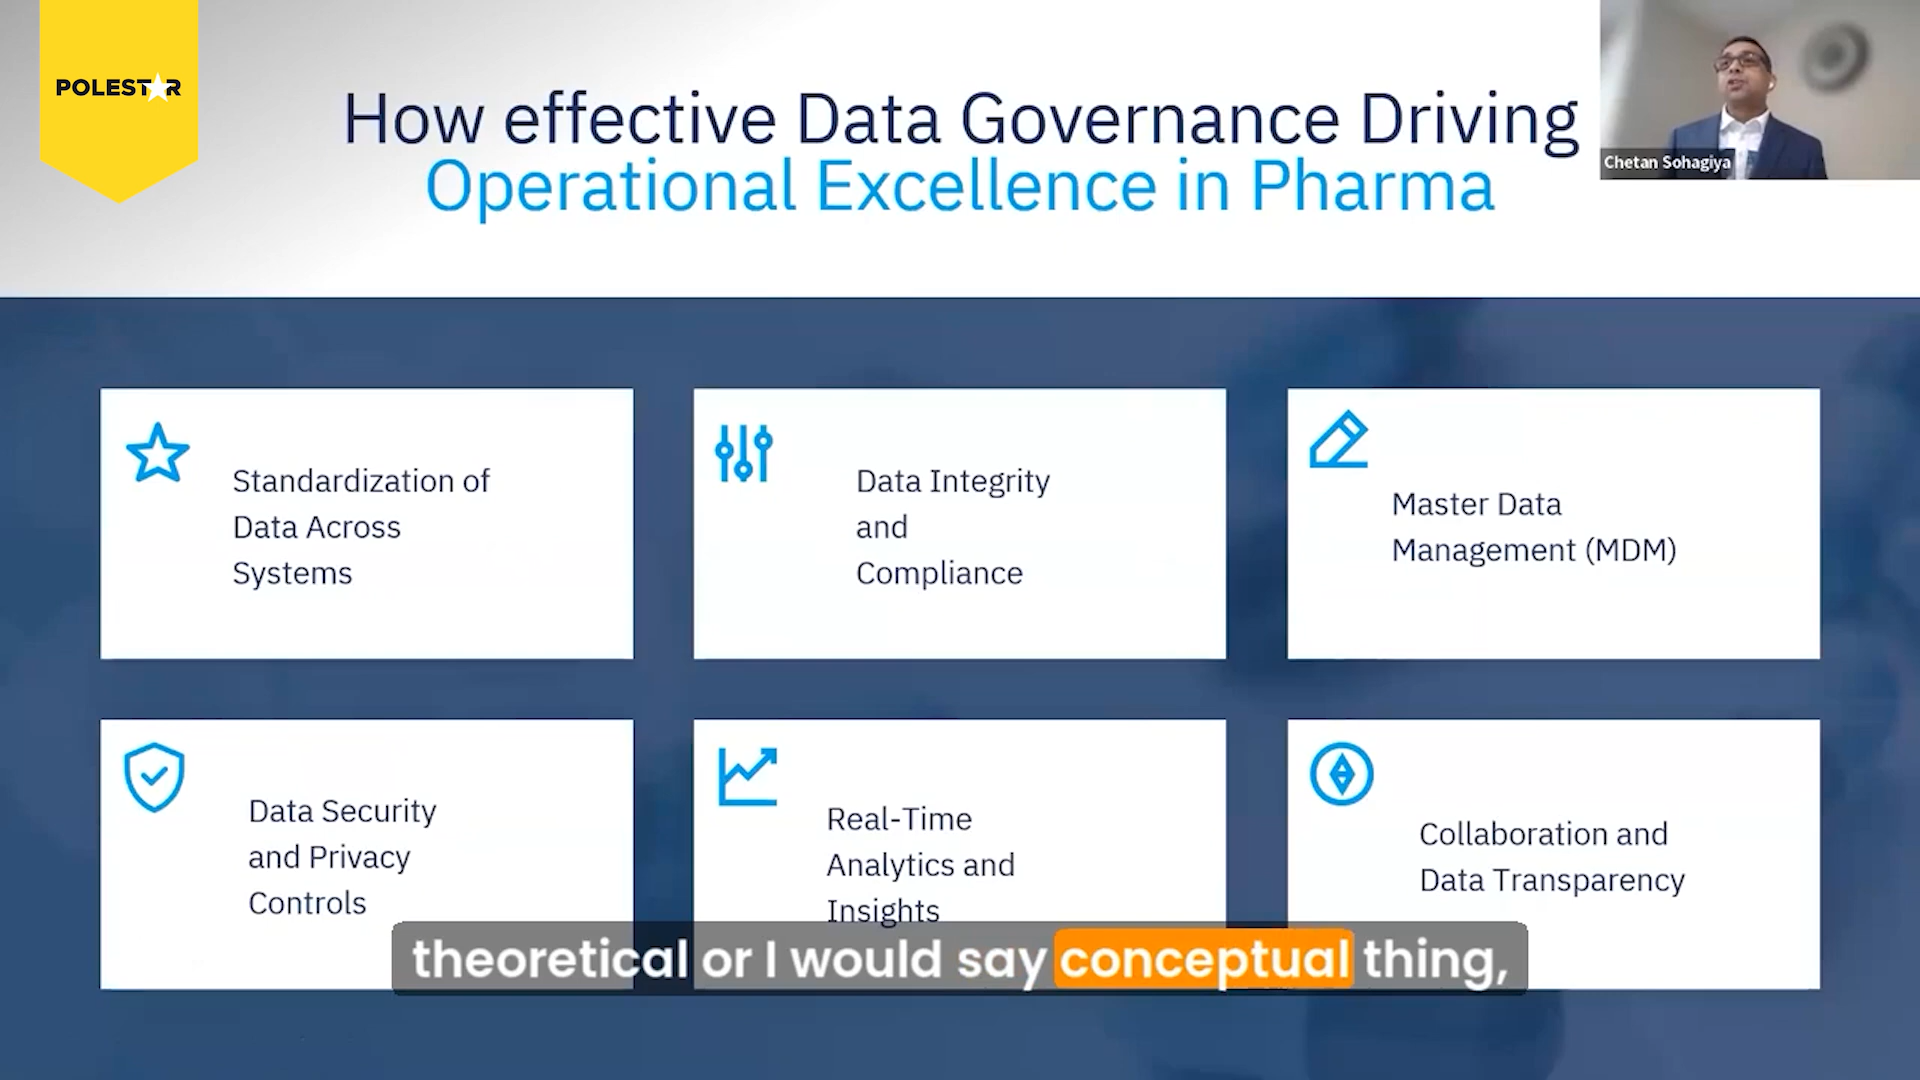 POLESTAR
How effective Data Governance Driving
Operational Excellence in Pharma
Chetan Sohagiya
Standardization of
Data Across
Systems
Data Integrity
and
Compliance
Master Data
Management (MDM)
Data Security
and Privacy
Controls
Real-Time
Analytics and
Insights
Collaboration and
Data Transparency
theoretical or I would say conceptual thing,